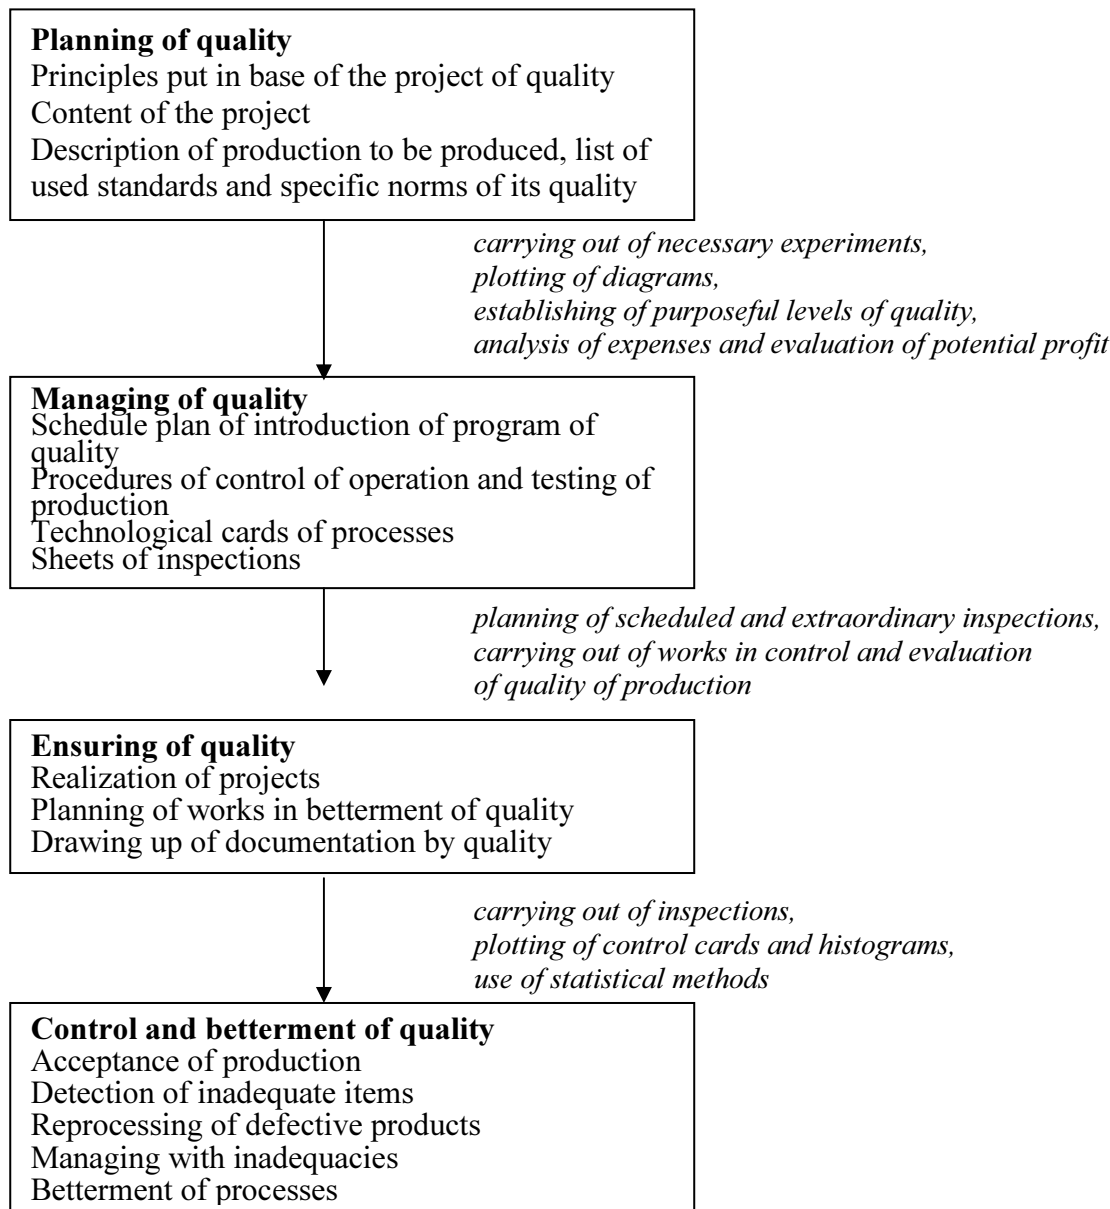 Planning of quality
Principles put in base of the project of quality
Content of the project
Description of production to be produced, list of
used standards and specific norms of its quality
carrying out of necessary experiments,
plotting of diagrams,
establishing of purposeful levels of quality,
analysis of expenses and evaluation of potential profit
Managing of quality
Schedule plan of introduction of program of
quality
Procedures of control of operation and testing of
production
Technological cards of processes
Sheets of inspections
planning of scheduled and extraordinary inspections,
carrying out of works in control and evaluation
of quality of production
Ensuring of quality
Realization of projects
Planning of works in betterment of quality
Drawing up of documentation by quality
carrying out of inspections,
plotting of control cards and histograms,
use of statistical methods
Control and betterment of quality
Acceptance of production
Detection of inadequate items
Reprocessing of defective products
Managing with inadequacies
Betterment of processes